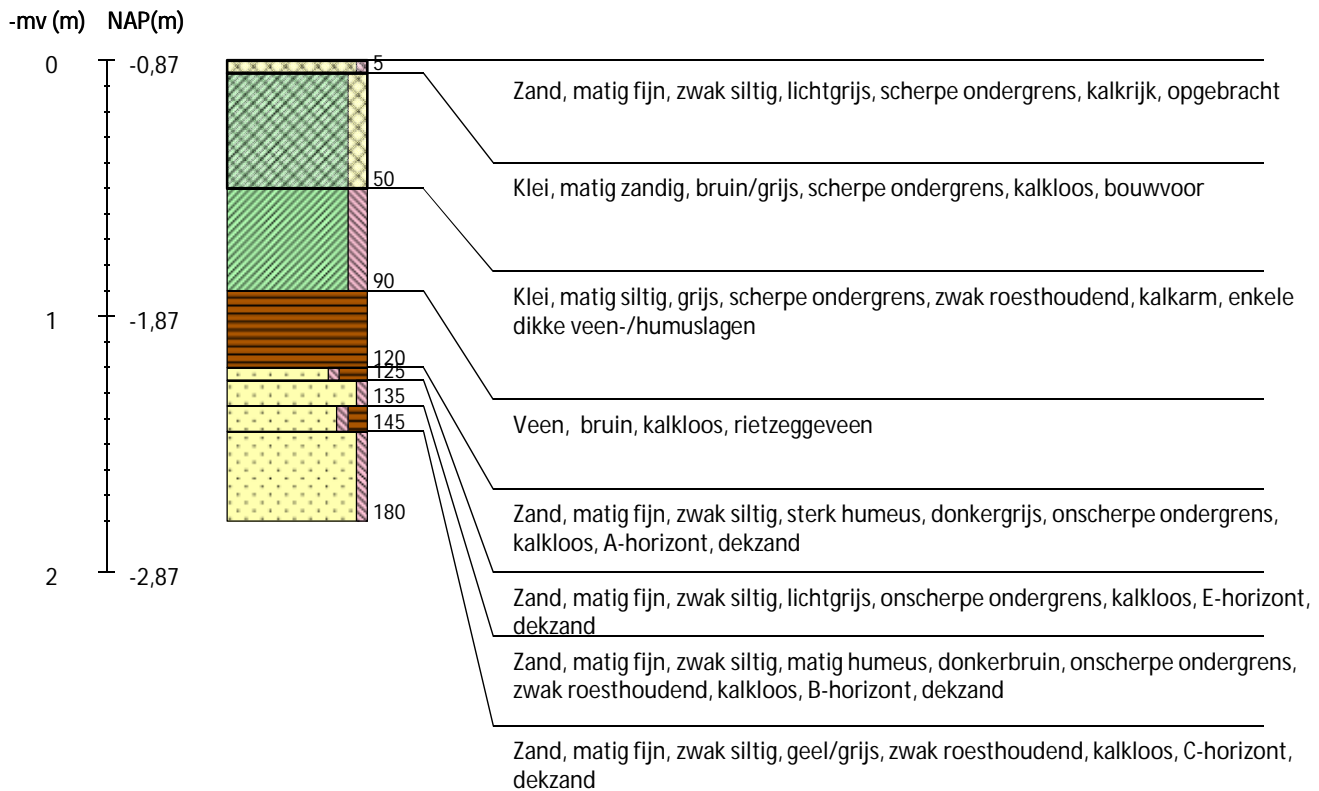 -mv (m) NAP(m)
0 -0,87
5
Zand, matig fijn, zwak siltig, lichtgrijs, scherpe ondergrens, kalkrijk, opgebracht
50
Klei, matig zandig, bruin/grijs, scherpe ondergrens, kalkloos, bouwvoor
90
Klei, matig siltig, grijs, scherpe ondergrens, zwak roesthoudend, kalkarm, enkele
dikke veen-/humuslagen
1 -1,87
120
125
135
145
Veen, bruin, kalkloos, rietzeggeveen
180
Zand, matig fijn, zwak siltig, sterk humeus, donkergrijs, onscherpe ondergrens,
kalkloos, A-horizont, dekzand
2 -2,87
Zand, matig fijn, zwak siltig, lichtgrijs, onscherpe ondergrens, kalkloos, E-horizont,
dekzand
Zand, matig fijn, zwak siltig, matig humeus, donkerbruin, onscherpe ondergrens,
zwak roesthoudend, kalkloos, B-horizont, dekzand
Zand, matig fijn, zwak siltig, geel/grijs, zwak roesthoudend, kalkloos, C-horizont,
dekzand